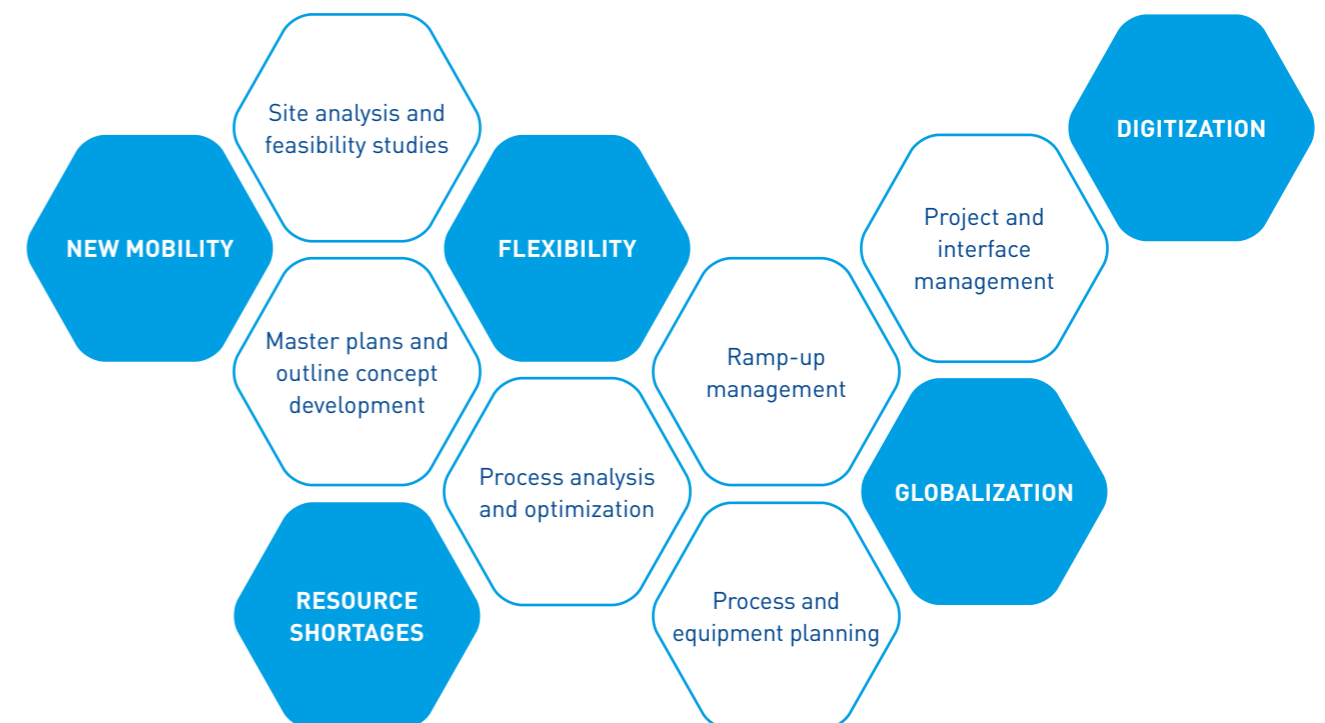 Site analysis and
feasibility studies
DIGITIZATION
NEW MOBILITY
FLEXIBILITY
Project and
interface
management
Master plans and
outline concept
development
Ramp-up
management
Process analysis
and optimization
GLOBALIZATION
RESOURCE
SHORTAGES
Process and
equipment planning